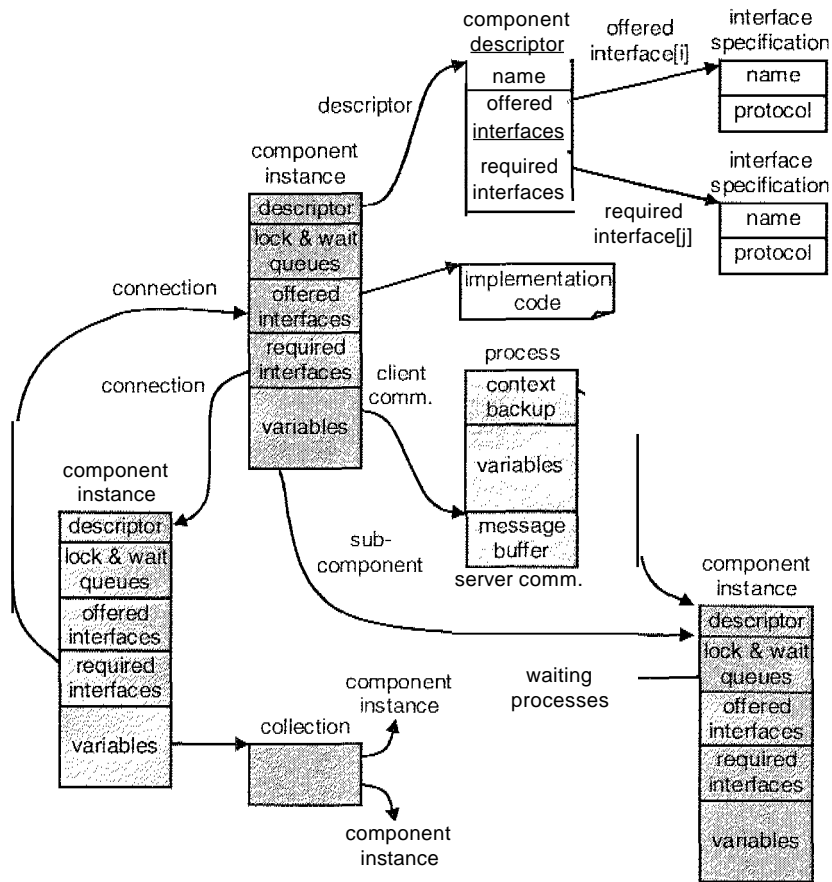 component
descriptor
name
offered
interfaces
required
interfaces
offered
interface[i]
interface
specification
name
protocol
descriptor
interface
specification
name
protocol
required
interface[j]
component
instance
descriptor
lock & wait
queues
offered
interfaces
required
interfaces
variables
implementation
code
connection
connection
client
comm.
process
context
backup
variables
message
buffer
server comm.
component
instance
descriptor
lock & wait
queues
offered
interfaces
required
interfaces
variables
sub-
component
component
instance
descriptor
lock & wait
queues
offered
interfaces
required
interfaces
variables
waiting
processes
collection
component
instance
component
instance